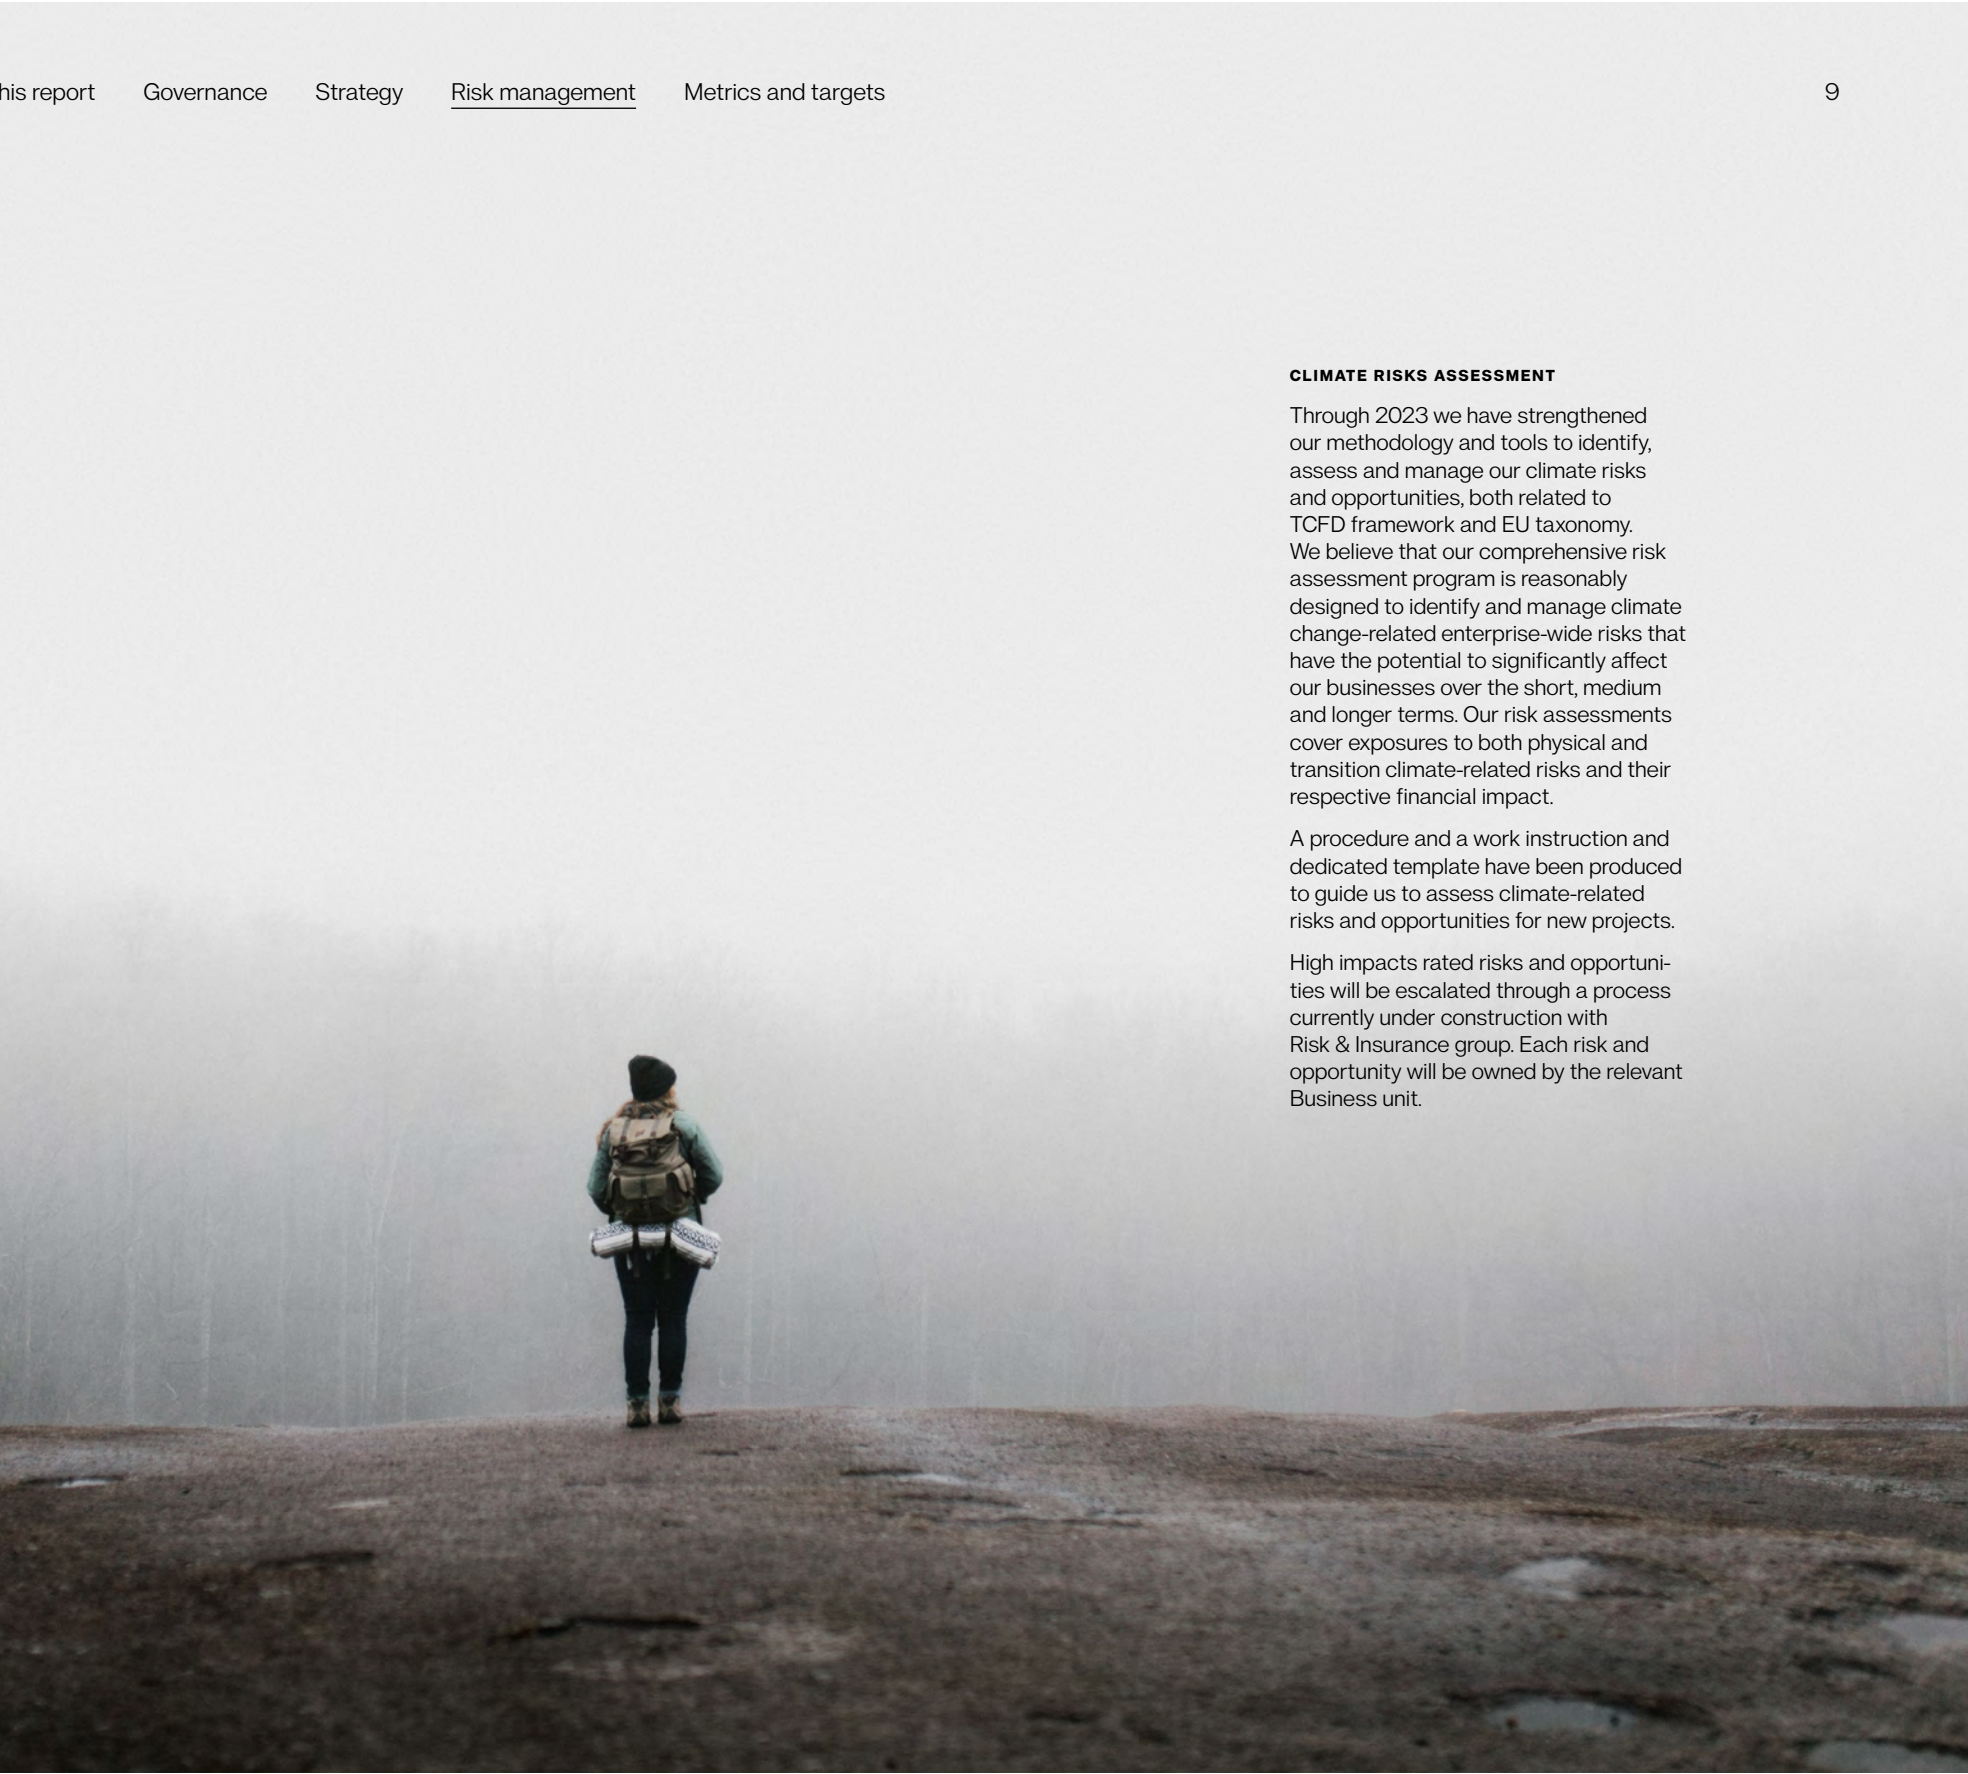 his report Governance Strategy Risk management Metrics and targets 9
CLIMATE RISKS ASSESSMENT
Through 2023 we have strengthened
our methodology and tools to identify,
assess and manage our climate risks
and opportunities, both related to
TCFD framework and EU taxonomy.
We believe that our comprehensive risk
assessment program is reasonably
designed to identify and manage climate
change-related enterprise-wide risks that
have the potential to significantly affect
our businesses over the short, medium
and longer terms. Our risk assessments
cover exposures to both physical and
transition climate-related risks and their
respective financial impact.
A procedure and a work instruction and
dedicated template have been produced
to guide us to assess climate-related
risks and opportunities for new projects.
High impacts rated risks and opportuni-
ties will be escalated through a process
currently under construction with
Risk & Insurance group. Each risk and
opportunity will be owned by the relevant
Business unit.